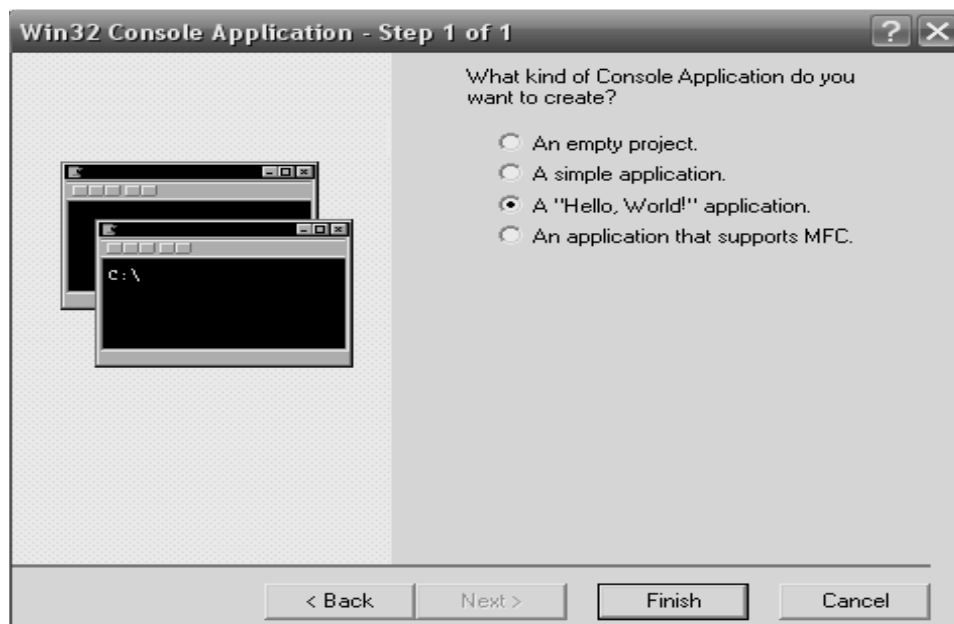 Win32 Console Application - Step 1 of 1
?
What kind of Console Application do you
want to create?
An empty project.
A simple application.
A "Hello, World!" application.
An application that supports MFC.
C:\
< Back
Next >
Finish
Cancel